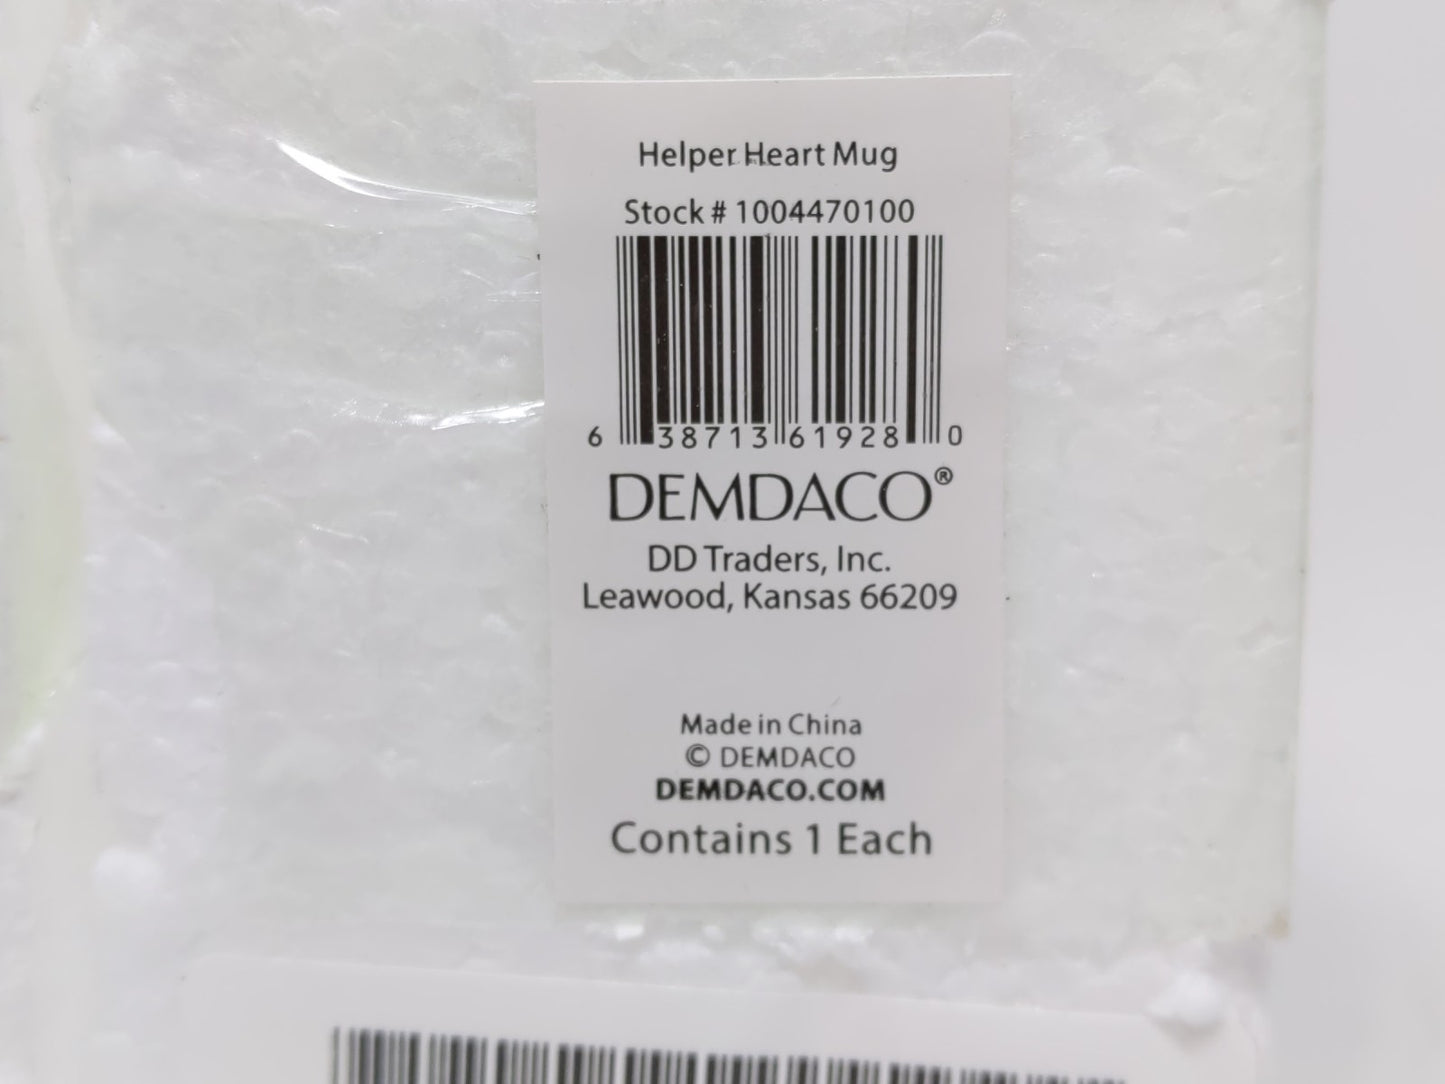 Helper Heart Mug
Stock # 1004470100
6 38713 61928 0
DEMDACO®
DD Traders, Inc.
Leawood, Kansas 66209
Made in China
© DEMDACO
DEMDACO.COM
Contains 1 Each